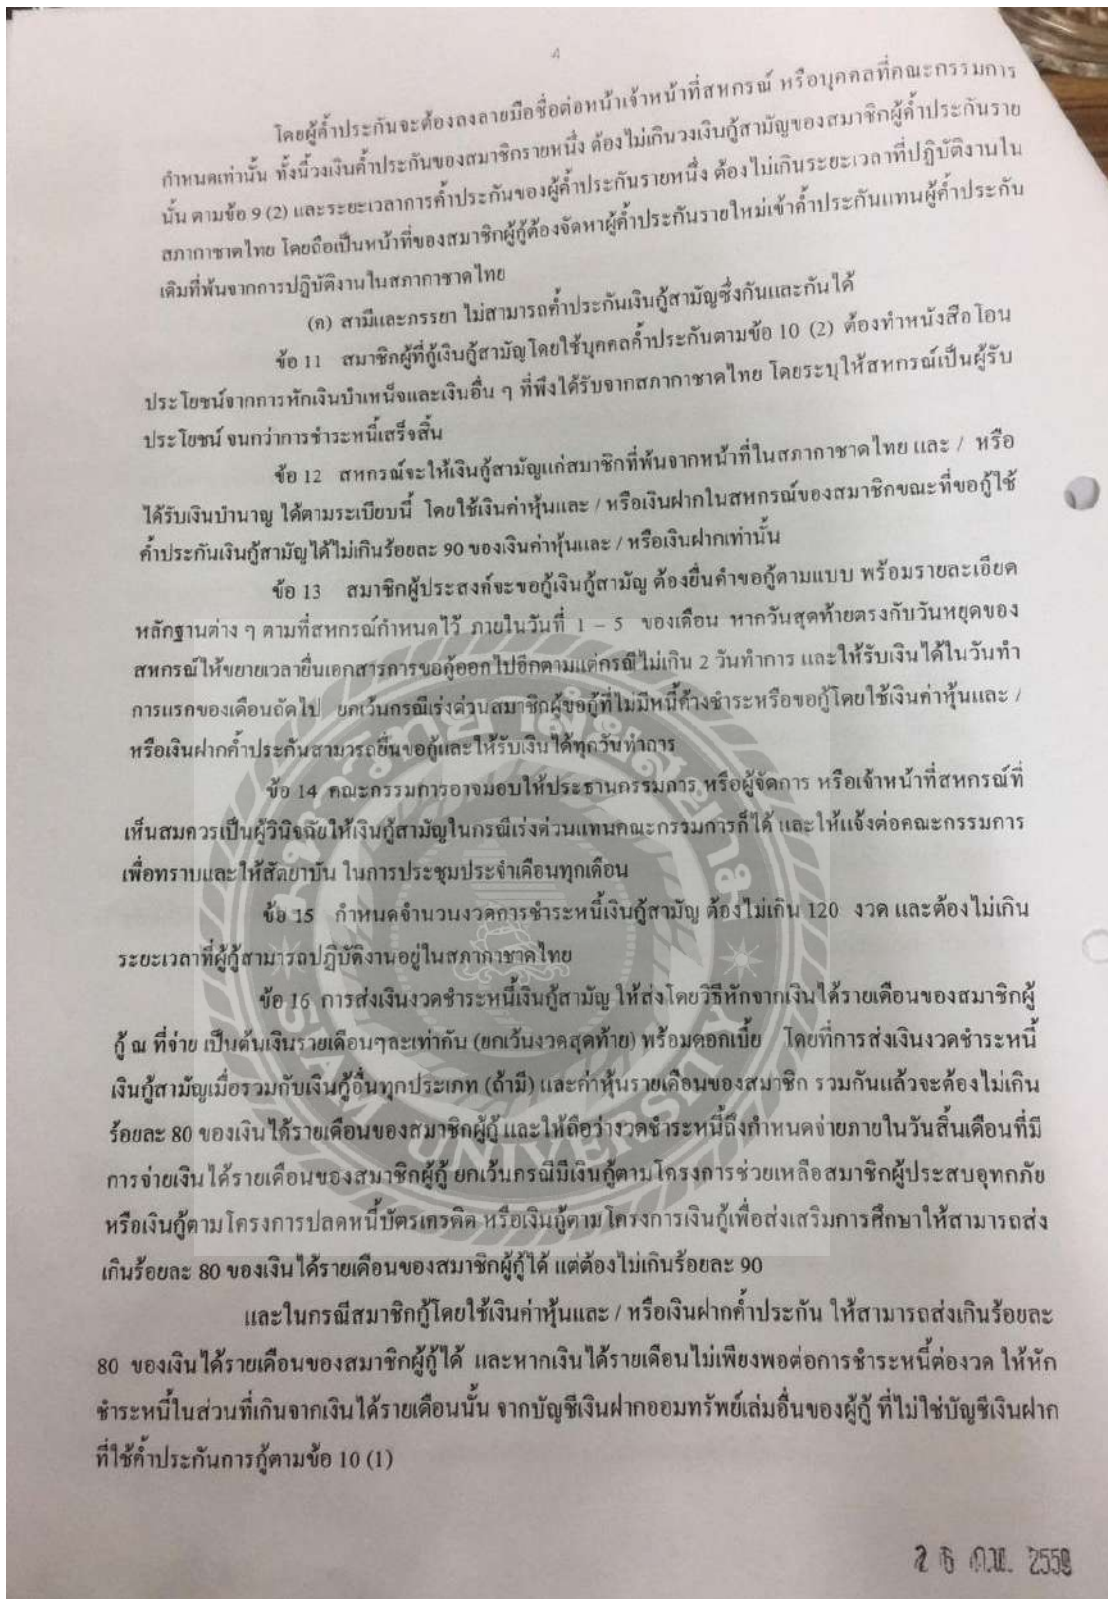 4
โดยผู้ค้ำประกันจะต้องลงลายมือชื่อต่อหน้าเจ้าหน้าที่สหกรณ์ หรือบุคคลที่คณะกรรมการ
กำหนดเท่านั้น ทั้งนี้วงเงินค้ำประกันของสมาชิกรายหนึ่ง ต้องไม่เกินวงเงินกู้สามัญของสมาชิกผู้ค้ำประกันราย
นั้น ตามข้อ 9 (2) และระยะเวลาการค้ำประกันของผู้ค้ำประกันรายหนึ่ง ต้องไม่เกินระยะเวลาที่ปฏิบัติงานใน
สภากาชาดไทย โดยถือเป็นหน้าที่ของสมาชิกผู้กู้ต้องจัดหาผู้ค้ำประกันรายใหม่เข้าค้ำประกันแทนผู้ค้ำประกัน
เดิมที่พ้นจากการปฏิบัติงานในสภากาชาดไทย
(ค) สามีและภรรยา ไม่สามารถค้ำประกันเงินกู้สามัญซึ่งกันและกันได้
ข้อ 11 สมาชิกผู้ที่กู้เงินกู้สามัญโดยใช้บุคคลค้ำประกันตามข้อ 10 (2) ต้องทำหนังสือโอน
ประโยชน์จากการหักเงินบำเหน็จและเงินอื่น ๆ ที่พึงได้รับจากสภากาชาดไทย โดยระบุให้สหกรณ์เป็นผู้รับ
ประโยชน์ จนกว่าการชำระหนี้เสร็จสิ้น
ข้อ 12 สหกรณ์จะให้เงินกู้สามัญแก่สมาชิกที่พ้นจากหน้าที่ในสภากาชาดไทย และ / หรือ
ได้รับเงินบำนาญ ได้ตามระเบียบนี้ โดยใช้เงินค่าหุ้นและ / หรือเงินฝากในสหกรณ์ของสมาชิกขณะที่ขอกู้ใช้
ค้ำประกันเงินกู้สามัญได้ไม่เกินร้อยละ 90 ของเงินค่าหุ้นและ / หรือเงินฝากเท่านั้น
ข้อ 13 สมาชิกผู้ประสงค์จะขอกู้เงินกู้สามัญ ต้องยื่นคำขอกู้ตามแบบ พร้อมรายละเอียด
หลักฐานต่าง ๆ ตามที่สหกรณ์กำหนดไว้ ภายในวันที่ 1 – 5 ของเดือน หากวันสุดท้ายตรงกับวันหยุดของ
สหกรณ์ให้ขยายเวลายื่นเอกสารการขอกู้ออกไปอีกตามแต่กรณีไม่เกิน 2 วันทำการ และให้รับเงินได้ในวันทำ
การแรกของเดือนถัดไป ยกเว้นกรณีเร่งด่วนสมาชิกผู้ขอกู้ที่ไม่มีหนี้ค้างชำระหรือขอกู้โดยใช้เงินค่าหุ้นและ /
หรือเงินฝากค้ำประกันสามารถยื่นขอกู้และให้รับเงินได้ทุกวันทำการ
ข้อ 14 คณะกรรมการอาจมอบให้ประธานกรรมการ หรือผู้จัดการ หรือเจ้าหน้าที่สหกรณ์ที่
เห็นสมควรเป็นผู้วินิจฉัยให้เงินกู้สามัญในกรณีเร่งด่วนแทนคณะกรรมการก็ได้ และให้แจ้งต่อคณะกรรมการ
เพื่อทราบและให้สัตยาบัน ในการประชุมประจำเดือนทุกเดือน
ข้อ 15 กำหนดจำนวนงวดการชำระหนี้เงินกู้สามัญ ต้องไม่เกิน 120 งวด และต้องไม่เกิน
ระยะเวลาที่ผู้กู้สามารถปฏิบัติงานอยู่ในสภากาชาดไทย
ข้อ 16 การส่งเงินงวดชำระหนี้เงินกู้สามัญ ให้ส่งโดยวิธีหักจากเงินได้รายเดือนของสมาชิกผู้
กู้ ณ ที่จ่าย เป็นต้นเงินรายเดือนๆละเท่ากัน (ยกเว้นงวดสุดท้าย) พร้อมดอกเบี้ย โดยที่การส่งเงินงวดชำระหนี้
เงินกู้สามัญเมื่อรวมกับเงินกู้อื่นทุกประเภท (ถ้ามี) และค่าหุ้นรายเดือนของสมาชิก รวมกันแล้วจะต้องไม่เกิน
ร้อยละ 80 ของเงินได้รายเดือนของสมาชิกผู้กู้ และให้ถือว่างวดชำระหนี้ถึงกำหนดจ่ายภายในวันสิ้นเดือนที่มี
การจ่ายเงินได้รายเดือนของสมาชิกผู้กู้ ยกเว้นกรณีมีเงินกู้ตามโครงการช่วยเหลือสมาชิกผู้ประสบอุทกภัย
หรือเงินกู้ตามโครงการปลดหนี้บัตรเครดิต หรือเงินกู้ตามโครงการเงินกู้เพื่อส่งเสริมการศึกษาให้สามารถส่ง
เกินร้อยละ 80 ของเงินได้รายเดือนของสมาชิกผู้กู้ได้ แต่ต้องไม่เกินร้อยละ 90
และในกรณีสมาชิกกู้โดยใช้เงินค่าหุ้นและ / หรือเงินฝากค้ำประกัน ให้สามารถส่งเกินร้อยละ
80 ของเงินได้รายเดือนของสมาชิกผู้กู้ได้ และหากเงินได้รายเดือนไม่เพียงพอต่อการชำระหนี้ต่องวด ให้หัก
ชำระหนี้ในส่วนที่เกินจากเงินได้รายเดือนนั้น จากบัญชีเงินฝากออมทรัพย์เล่มอื่นของผู้กู้ ที่ไม่ใช่บัญชีเงินฝาก
ที่ใช้ค้ำประกันการกู้ตามข้อ 10 (1)
มหาวิทยาลัยสยาม
SIAM UNIVERSITY
2 6 ก.พ. 2559